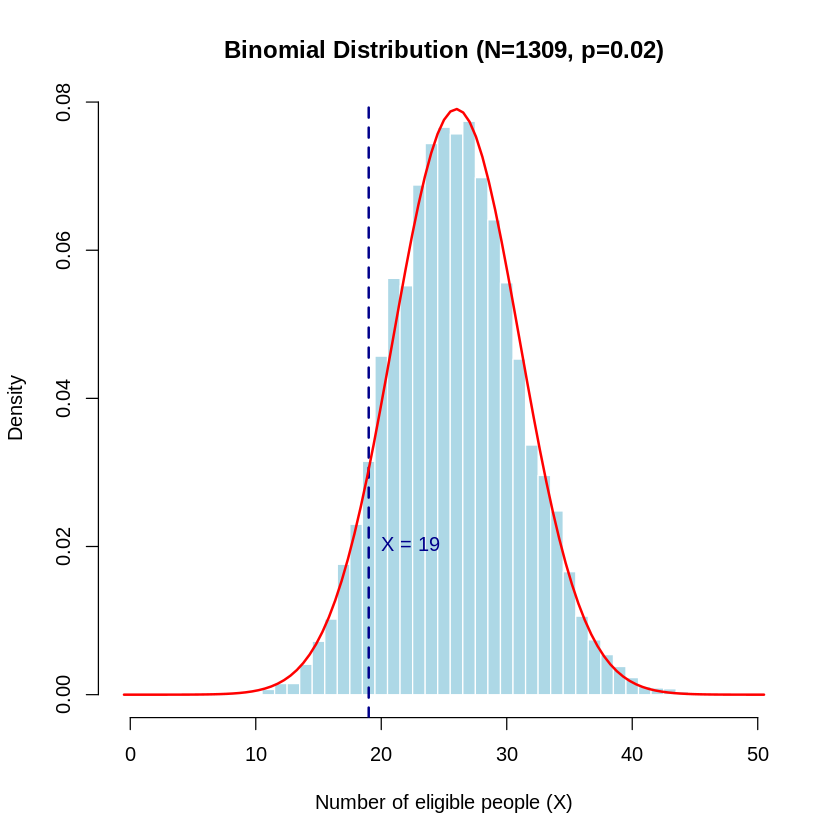 Binomial Distribution (N=1309, p=0.02)
Density
0.08
0.06
0.04
0.02
0.00
X = 19
0 10 20 30 40 50
Number of eligible people (X)